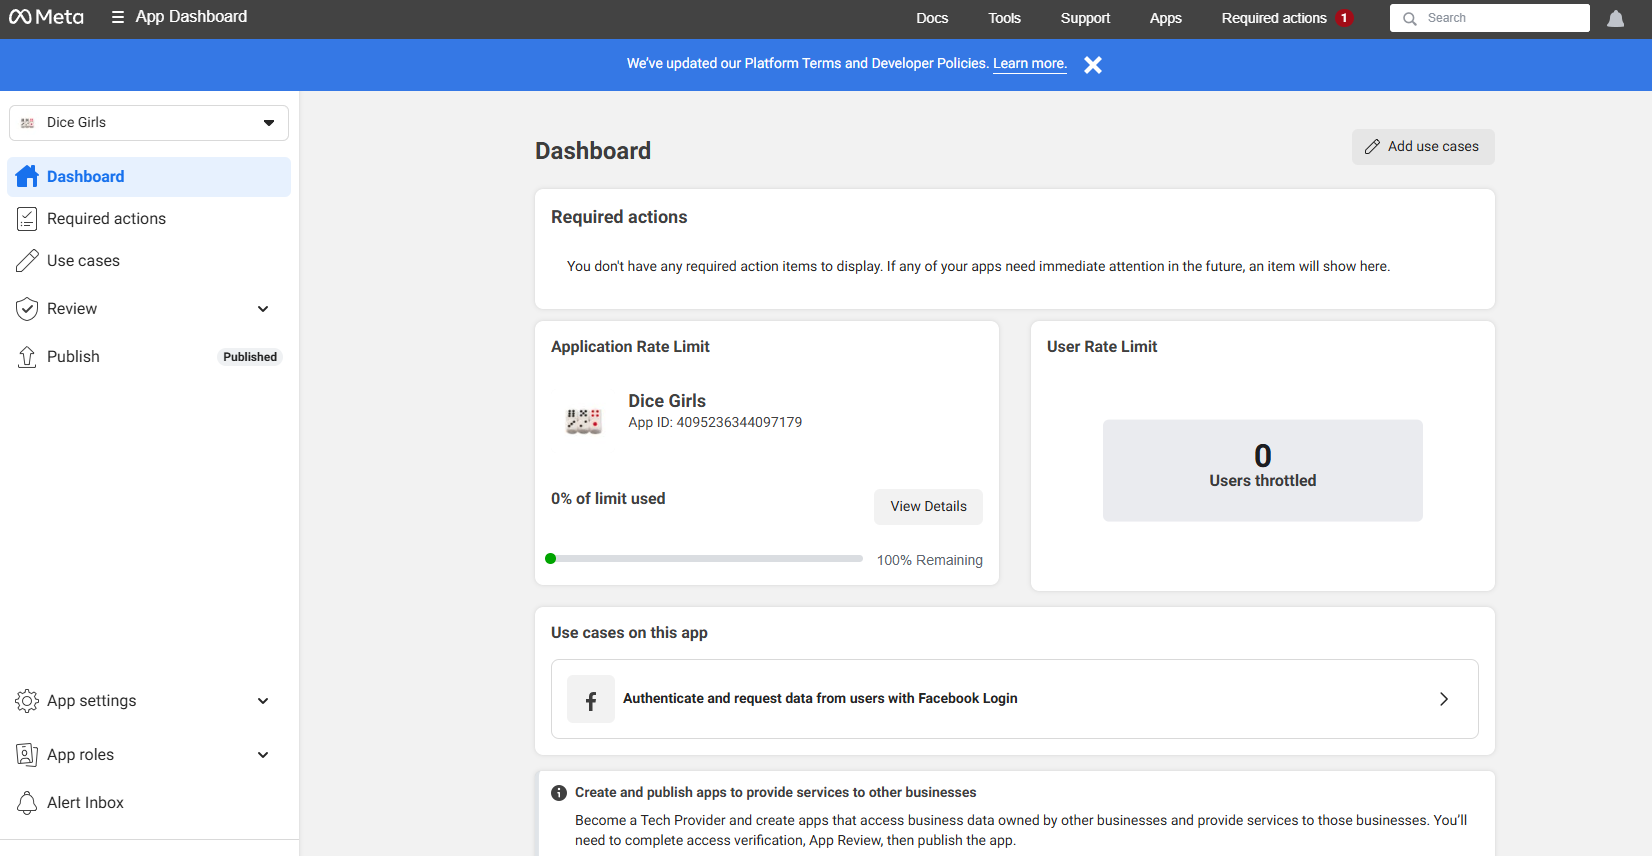 Meta
App Dashboard
Docs
Tools
Support
Apps
Required actions 1
Search
We've updated our Platform Terms and Developer Policies. Learn more.
Dice Girls
Dashboard
Required actions
Use cases
Review
Publish
Published
App settings
App roles
Alert Inbox
Dashboard
Add use cases
Required actions
You don't have any required action items to display. If any of your apps need immediate attention in the future, an item will show here.
Application Rate Limit
Dice Girls
App ID: 4095236344097179
0% of limit used
View Details
100% Remaining
User Rate Limit
0
Users throttled
Use cases on this app
Authenticate and request data from users with Facebook Login
Create and publish apps to provide services to other businesses
Become a Tech Provider and create apps that access business data owned by other businesses and provide services to those businesses. You'll
need to complete access verification, App Review, then publish the app.